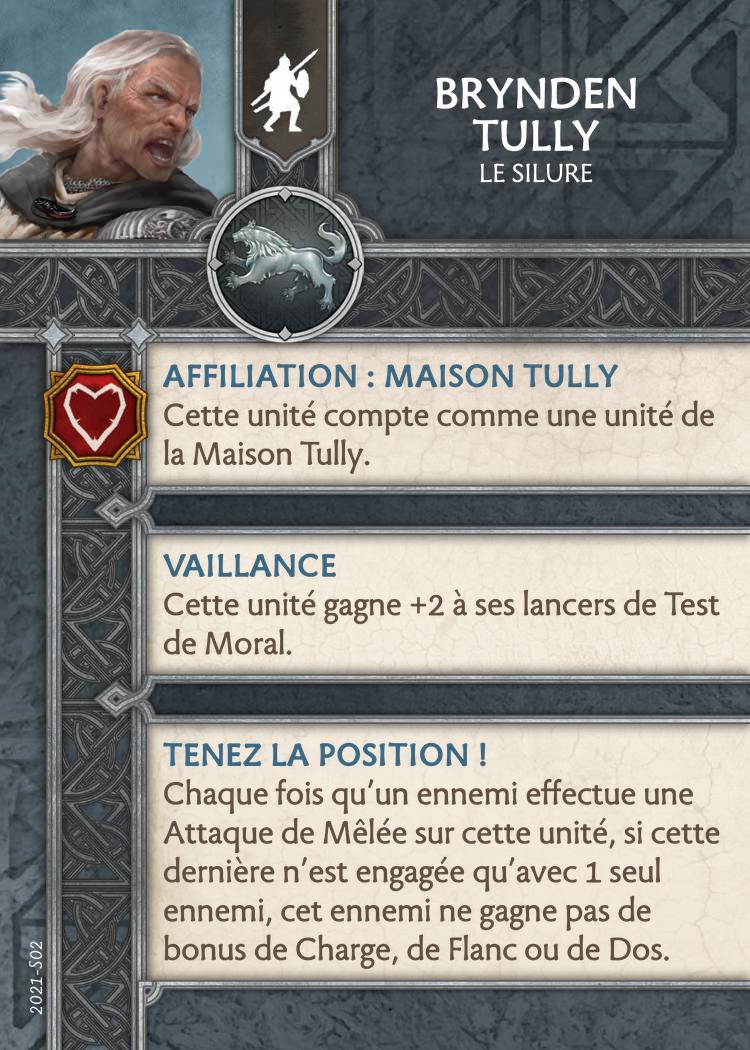 BRYNDEN
TULLY
LE SILURE
AFFILIATION : MAISON TULLY
Cette unité compte comme une unité de
la Maison Tully.
VAILLANCE
Cette unité gagne +2 à ses lancers de Test
de Moral.
TENEZ LA POSITION !
Chaque fois qu’un ennemi effectue une
Attaque de Mêlée sur cette unité, si cette
dernière n’est engagée qu’avec 1 seul
ennemi, cet ennemi ne gagne pas de
bonus de Charge, de Flanc ou de Dos.
2021-S02